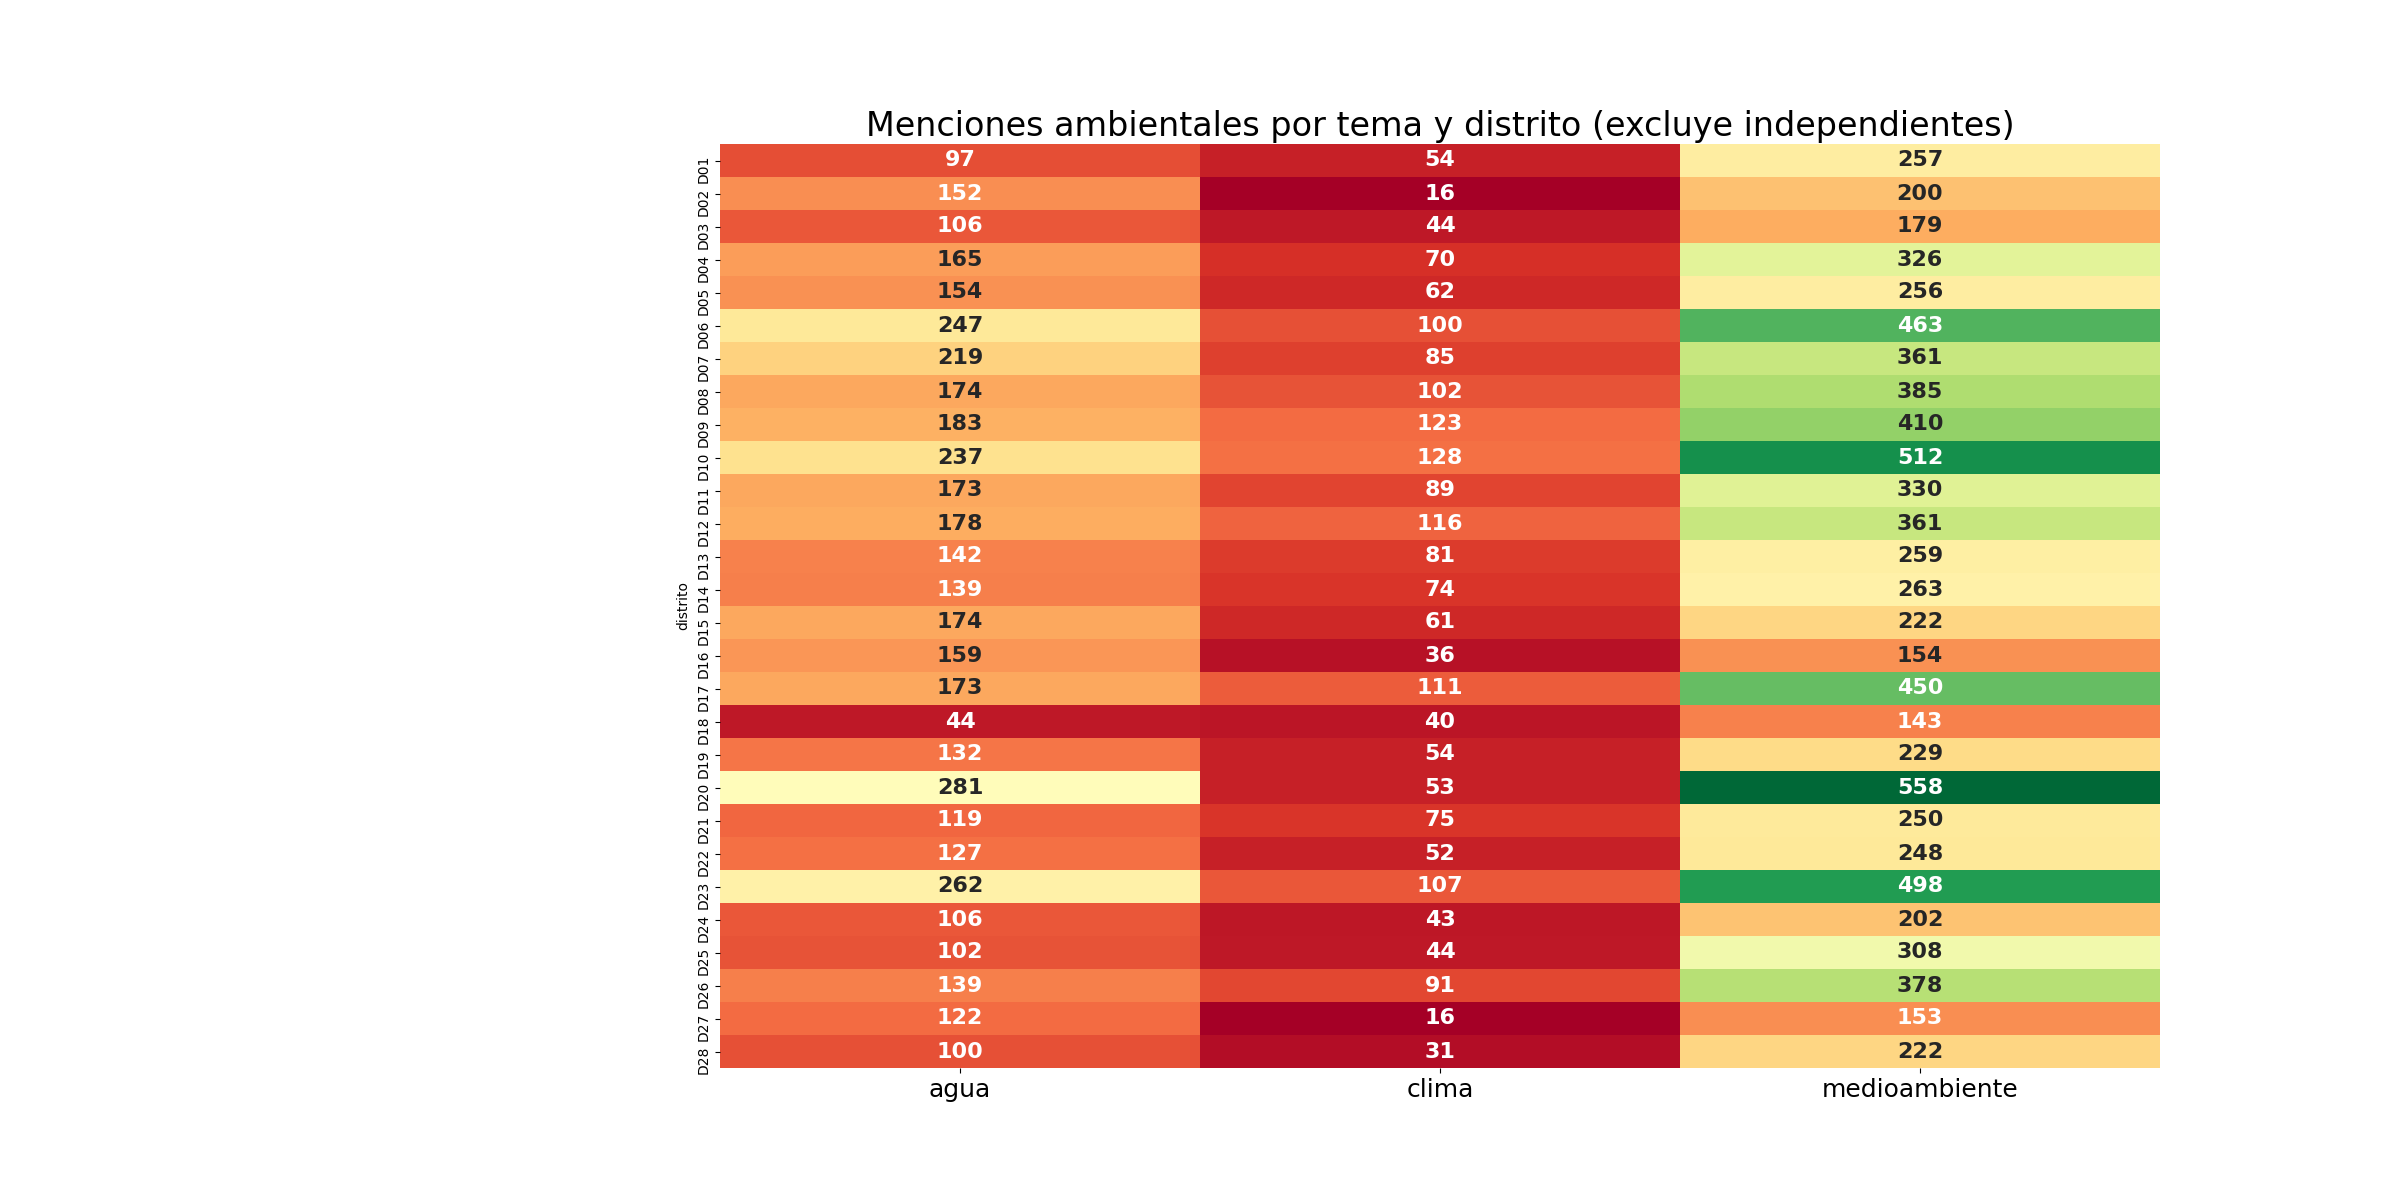 Menciones ambientales por tema y distrito (excluye independientes)
distrito
D01 97 54 257
D02 152 16 200
D03 106 44 179
D04 165 70 326
D05 154 62 256
D06 247 100 463
D07 219 85 361
D08 174 102 385
D09 183 123 410
D10 237 128 512
D11 173 89 330
D12 178 116 361
D13 142 81 259
D14 139 74 263
D15 174 61 222
D16 159 36 154
D17 173 111 450
D18 44 40 143
D19 132 54 229
D20 281 53 558
D21 119 75 250
D22 127 52 248
D23 262 107 498
D24 106 43 202
D25 102 44 308
D26 139 91 378
D27 122 16 153
D28 100 31 222
agua clima medioambiente